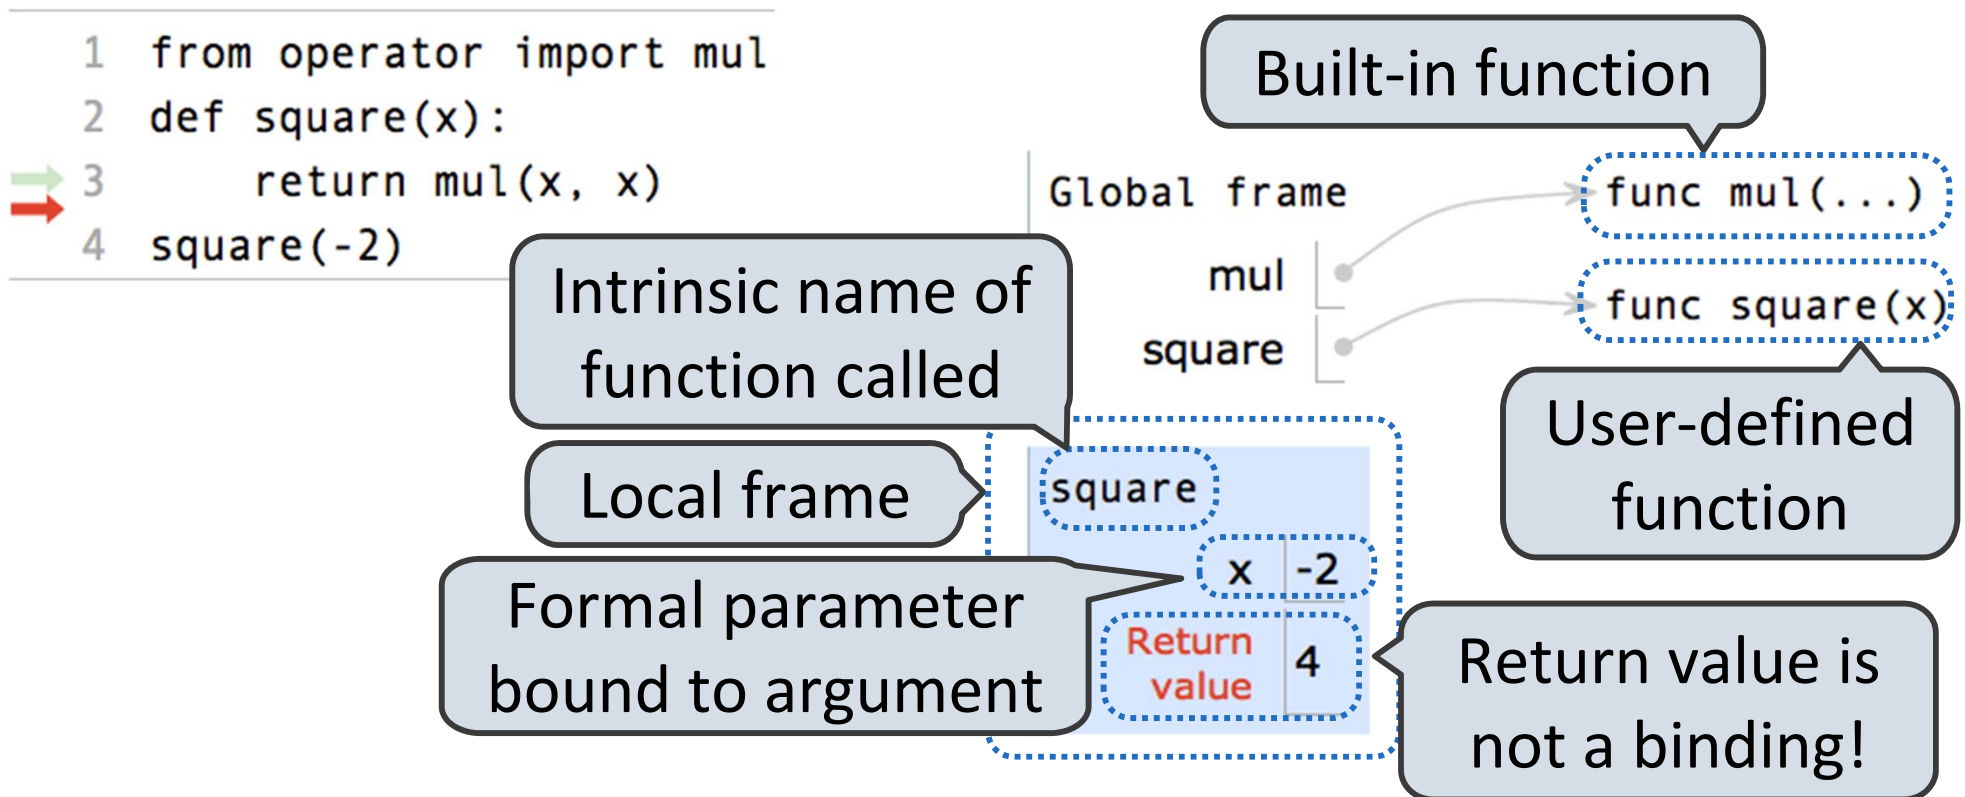 1 from operator import mul
2 def square(x):
3 return mul(x, x)
4 square(-2)
Built-in function
Global frame
func mul(...)
mul
func square(x)
square
Intrinsic name of
function called
User-defined
function
Local frame
square
x -2
Formal parameter
bound to argument
Return
value
4
Return value is
not a binding!